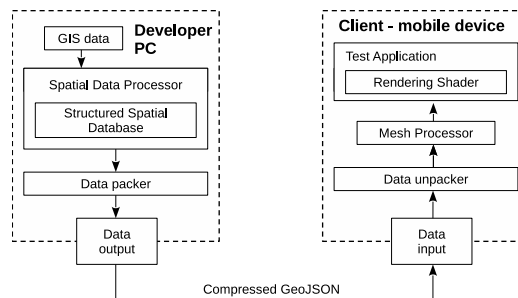 Developer
PC
GIS data
Spatial Data Processor
Structured Spatial
Database
Data packer
Data
output
Client - mobile device
Test Application
Rendering Shader
Mesh Processor
Data unpacker
Data
input
Compressed GeoJSON